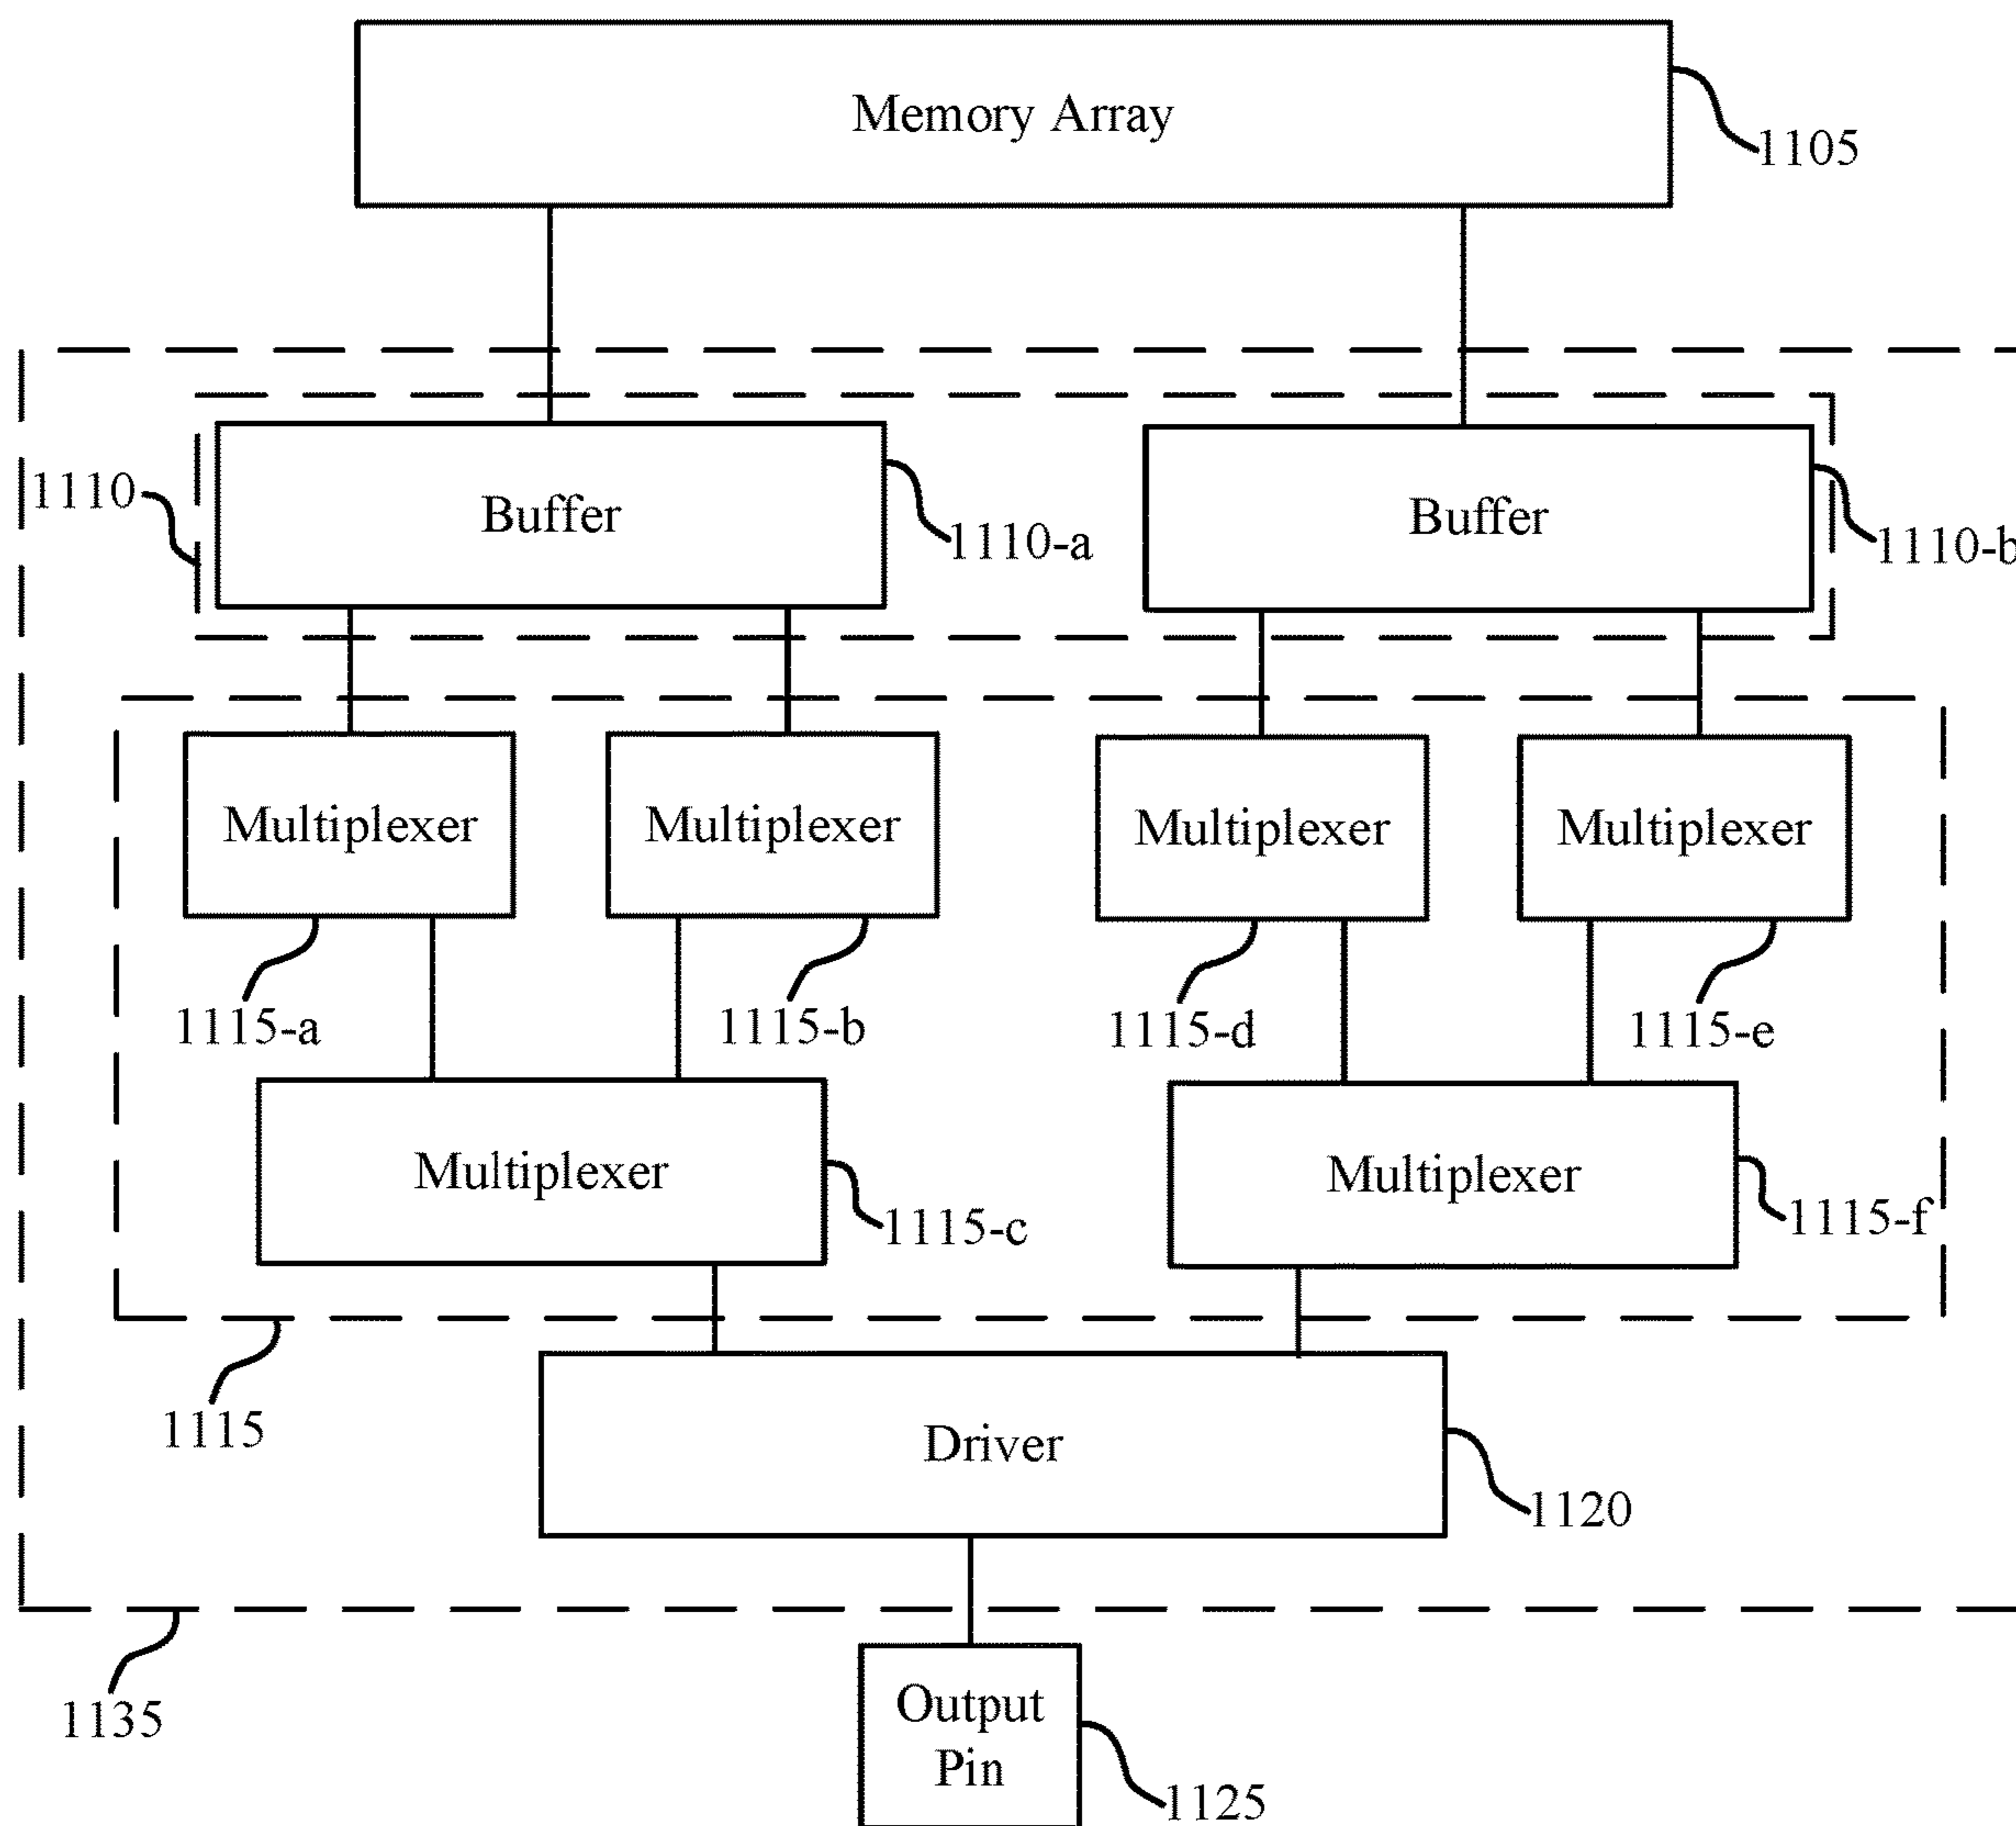 Memory Array
1105
1110
Buffer
1110-a
Buffer
1110-b
Multiplexer
Multiplexer
Multiplexer
Multiplexer
1115-a
1115-b
1115-d
1115-e
Multiplexer
1115-c
Multiplexer
1115-f
1115
Driver
1120
1135
Output
Pin
1125